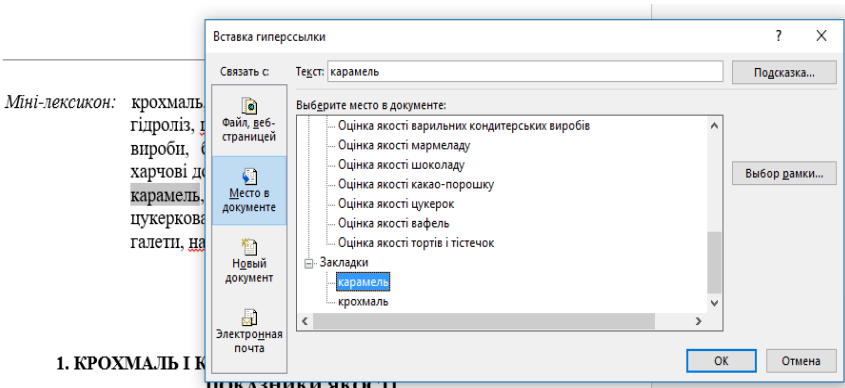 Вставка гиперссылки
Связать с:
Текст: карамель
Подсказка...
Файл, веб-
страницей
Место в
документе
Новый
документ
Электронная
почта
Выберите место в документе:
Оцінка якості варильних кондитерських виробів
Оцінка якості мармеладу
Оцінка якості шоколаду
Оцінка якості какао-порошку
Оцінка якості цукерок
Оцінка якості вафель
Оцінка якості тортів і тістечок
Закладки
карамель
крохмаль
Выбор рамки...
ОК
Отмена
Міні-лексикон: крохмаль
гідроліз,
вироби,
харчові
карамель,
цукеркова
галети,
1. КРОХМАЛЬ І
ПОКАЗНИКИ ЯКОСТІ